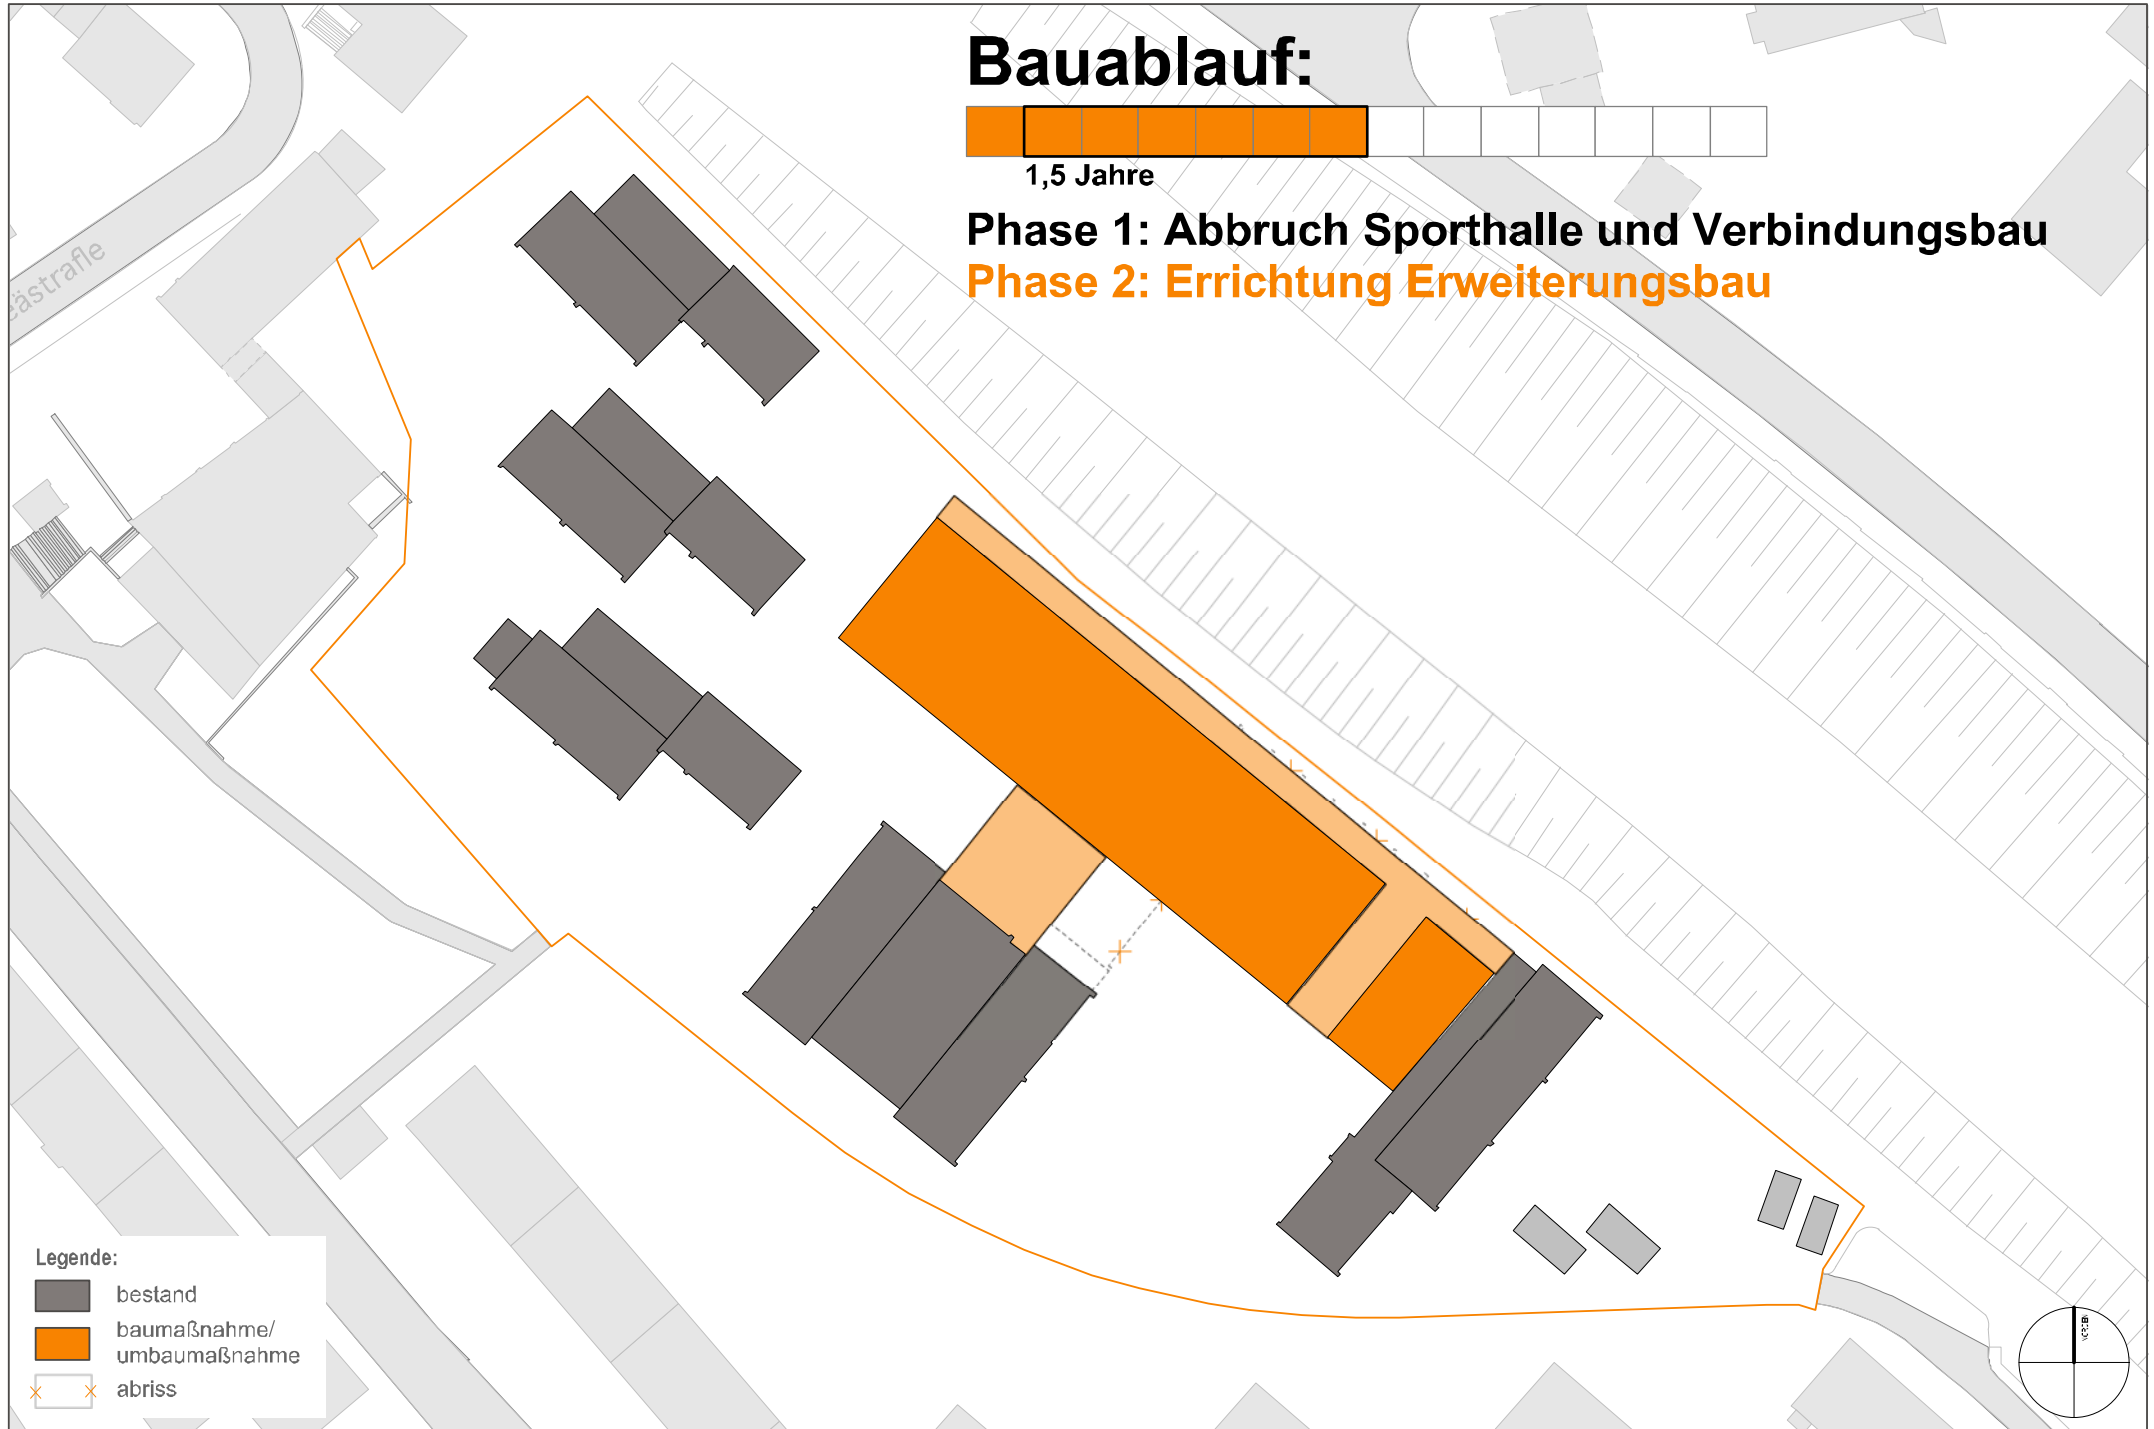 Bauablauf:
1,5 Jahre
Phase 1: Abbruch Sporthalle und Verbindungsbau
Phase 2: Errichtung Erweiterungsbau
eästrafle
Legende:
bestand
baumaßnahme/
umbaumaßnahme
abriss